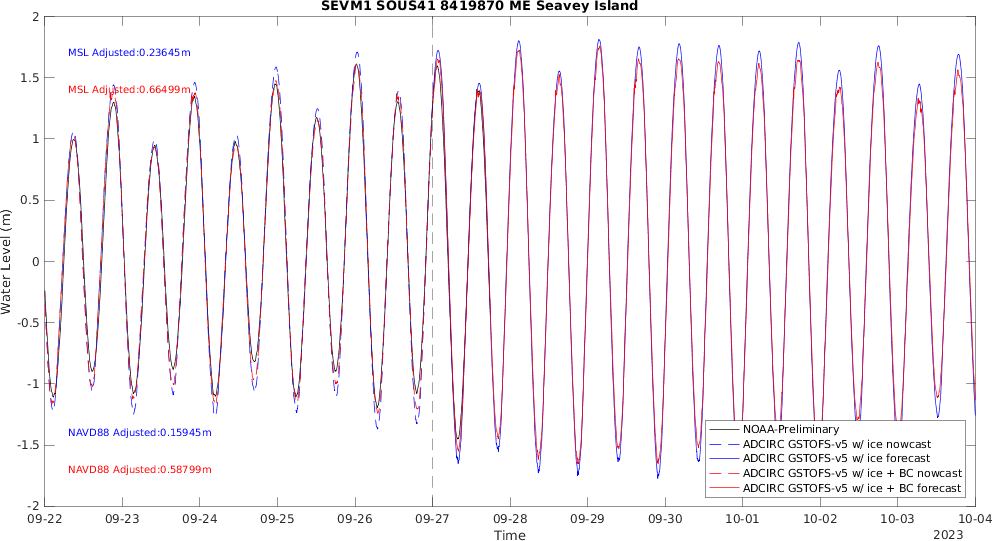 SEVM1 SOUS41 8419870 ME Seavey Island
2
1.5
1
0.5
0
-0.5
-1
-1.5
-2
Water Level (m)
MSL Adjusted:0.23645m
MSL Adjusted:0.66499m
NAVD88 Adjusted:0.15945m
NAVD88 Adjusted:0.58799m
NOAA-Preliminary
ADCIRC GSTOFS-v5 w/ ice nowcast
ADCIRC GSTOFS-v5 w/ ice forecast
ADCIRC GSTOFS-v5 w/ ice + BC nowcast
ADCIRC GSTOFS-v5 w/ ice + BC forecast
09-22 09-23 09-24 09-25 09-26 09-27 09-28 09-29 09-30 10-01 10-02 10-03 10-04
Time
2023